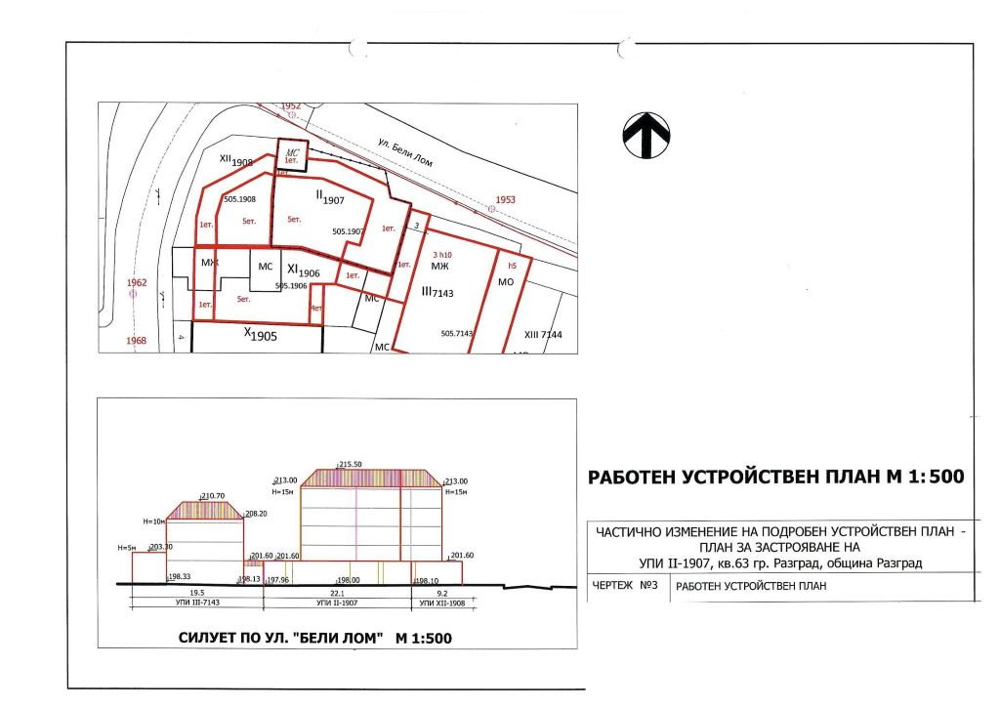 1952
ул. Бели Лом
МС
1ет.
XII1908
1ет.
II1907
1953
505.1908
1ет.
5ет.
5ет.
505.1907
1ет.
3
3 h10
МЖ
h5
МО
МЖ
МС
XI1906
1ет.
1ет.
1962
505.1906
III7143
1ет.
5ет.
4ет
МС
X1905
505.7143
XIII 7144
1968
4
МС
РАБОТЕН УСТРОЙСТВЕН ПЛАН М 1:500
ЧАСТИЧНО ИЗМЕНЕНИЕ НА ПОДРОБЕН УСТРОЙСТВЕН ПЛАН -
ПЛАН ЗА ЗАСТРОЯВАНЕ НА
УПИ II-1907, кв.63 гр. Разград, община Разград
ЧЕРТЕЖ №3
РАБОТЕН УСТРОЙСТВЕН ПЛАН
215.50
213.00
H=15м
213.00
H=15м
210.70
208.20
H=10м
H=5м
203.30
201.60
201.60
201.60
198.33
198.13
197.96
198.00
198.10
19.5
22.1
9.2
УПИ III-7143
УПИ II-1907
УПИ XII-1908
СИЛУЕТ ПО УЛ. "БЕЛИ ЛОМ" М 1:500